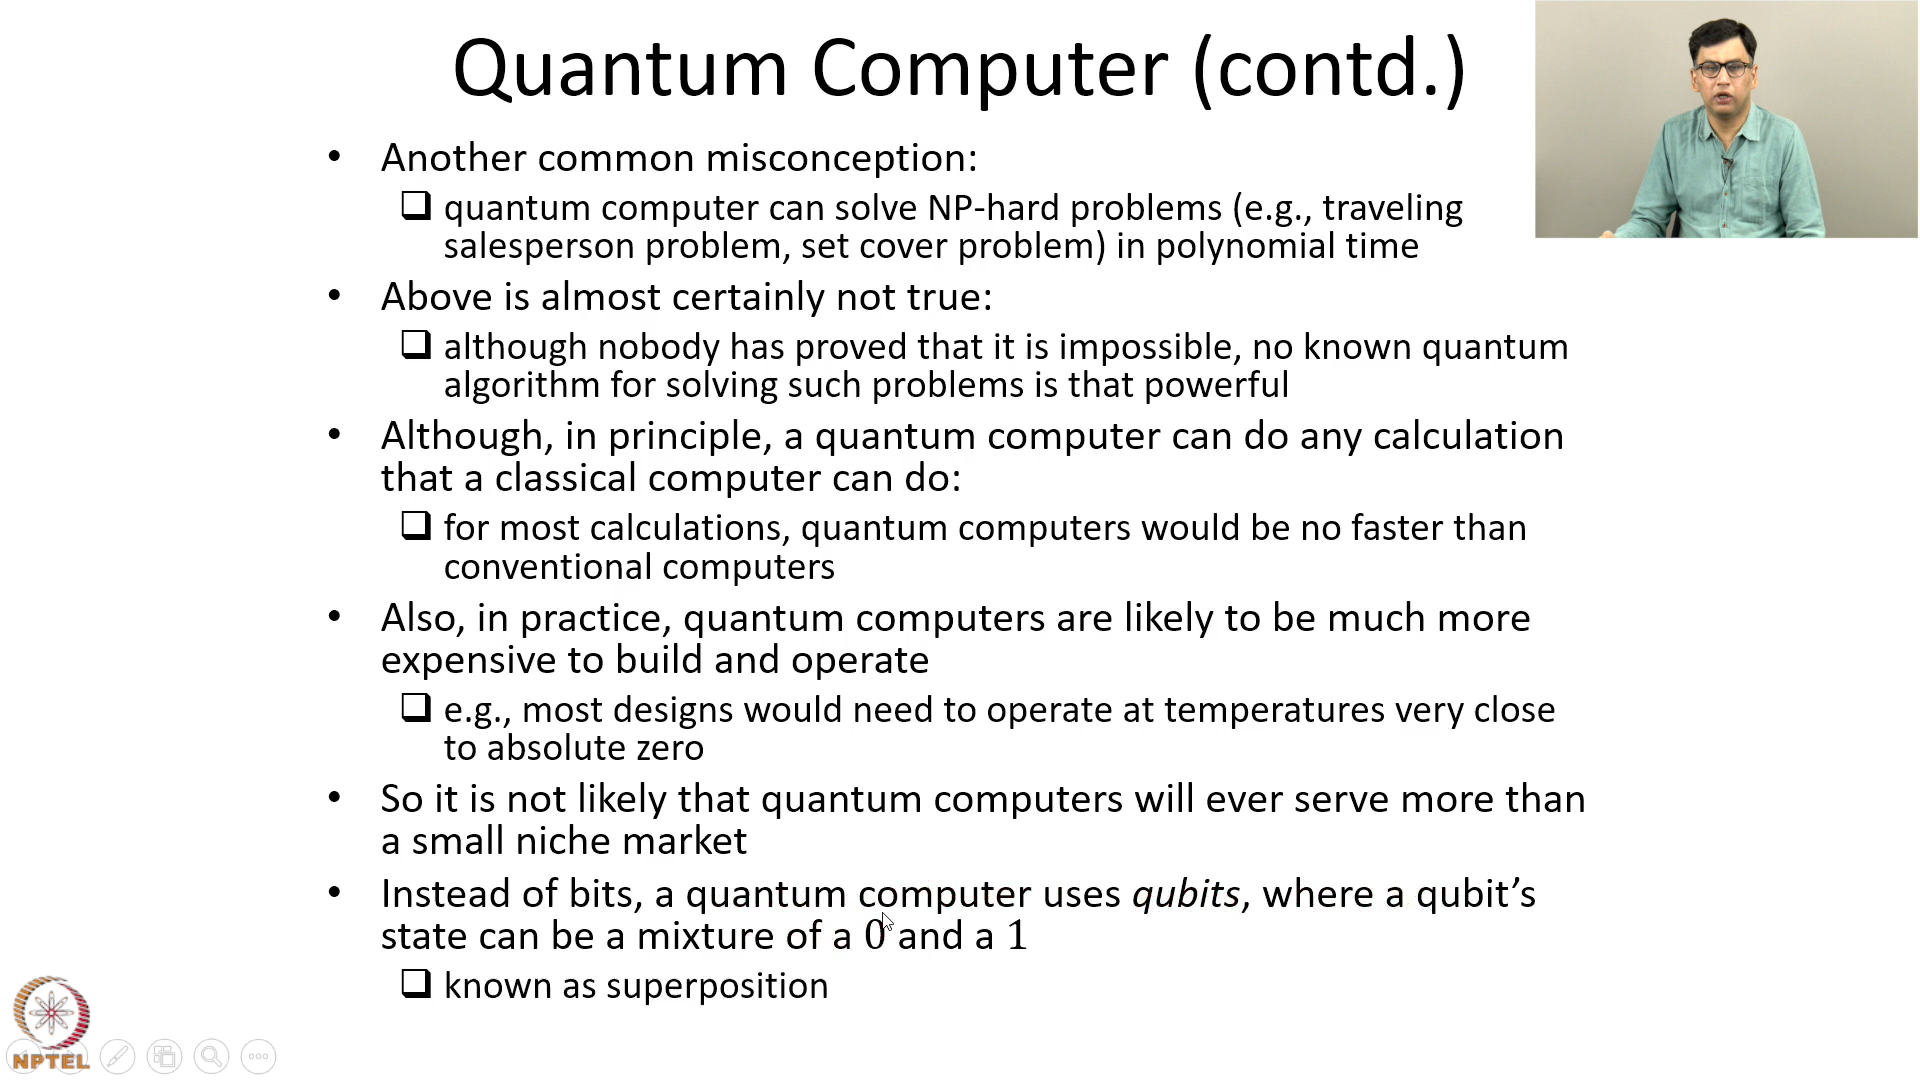 Quantum Computer (contd.)
• Another common misconception:
❑ quantum computer can solve NP-hard problems (e.g., traveling
salesperson problem, set cover problem) in polynomial time
• Above is almost certainly not true:
❑ although nobody has proved that it is impossible, no known quantum
algorithm for solving such problems is that powerful
• Although, in principle, a quantum computer can do any calculation
that a classical computer can do:
❑ for most calculations, quantum computers would be no faster than
conventional computers
• Also, in practice, quantum computers are likely to be much more
expensive to build and operate
❑ e.g., most designs would need to operate at temperatures very close
to absolute zero
• So it is not likely that quantum computers will ever serve more than
a small niche market
• Instead of bits, a quantum computer uses qubits, where a qubit’s
state can be a mixture of a 0 and a 1
❑ known as superposition
NPTEL